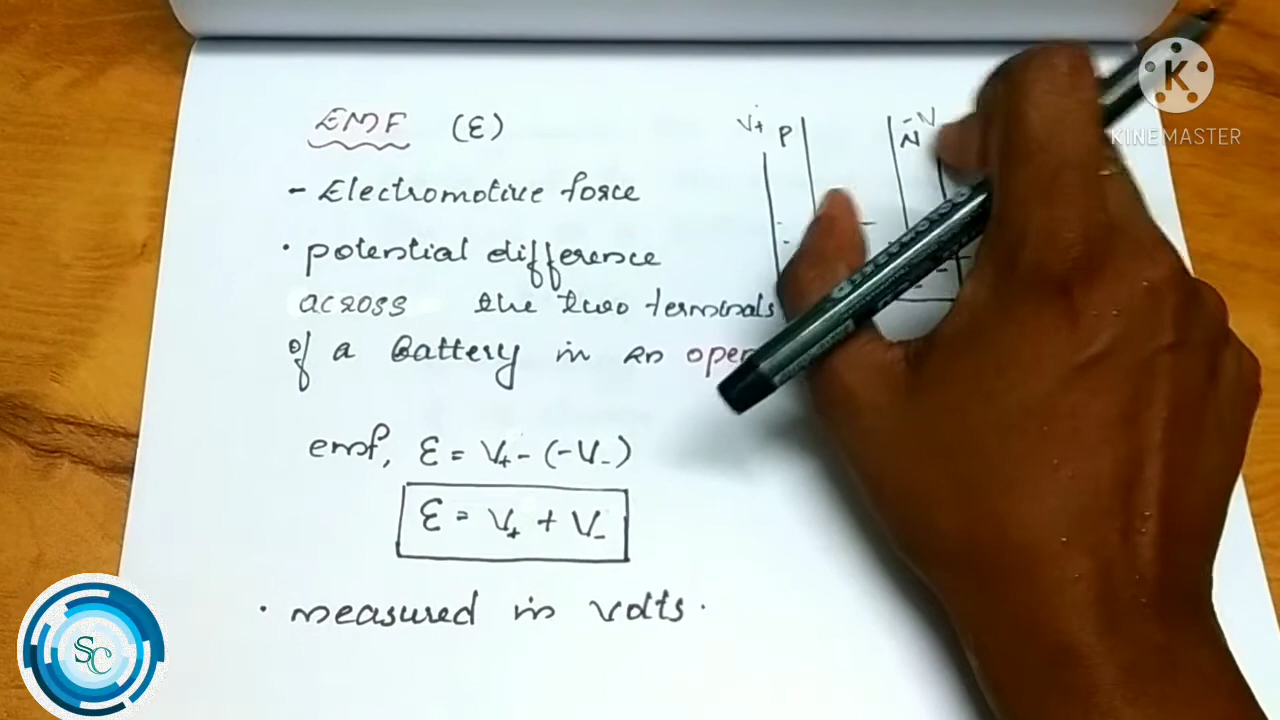 EMF (ε)
V+ P
N -V
K
KINEMASTER
- Electromotive force
• potential difference
across the two terminals
of a Battery in an open
emf, ε = V+ - (-V-)
ε = V+ + V-
• measured in volts.
SC